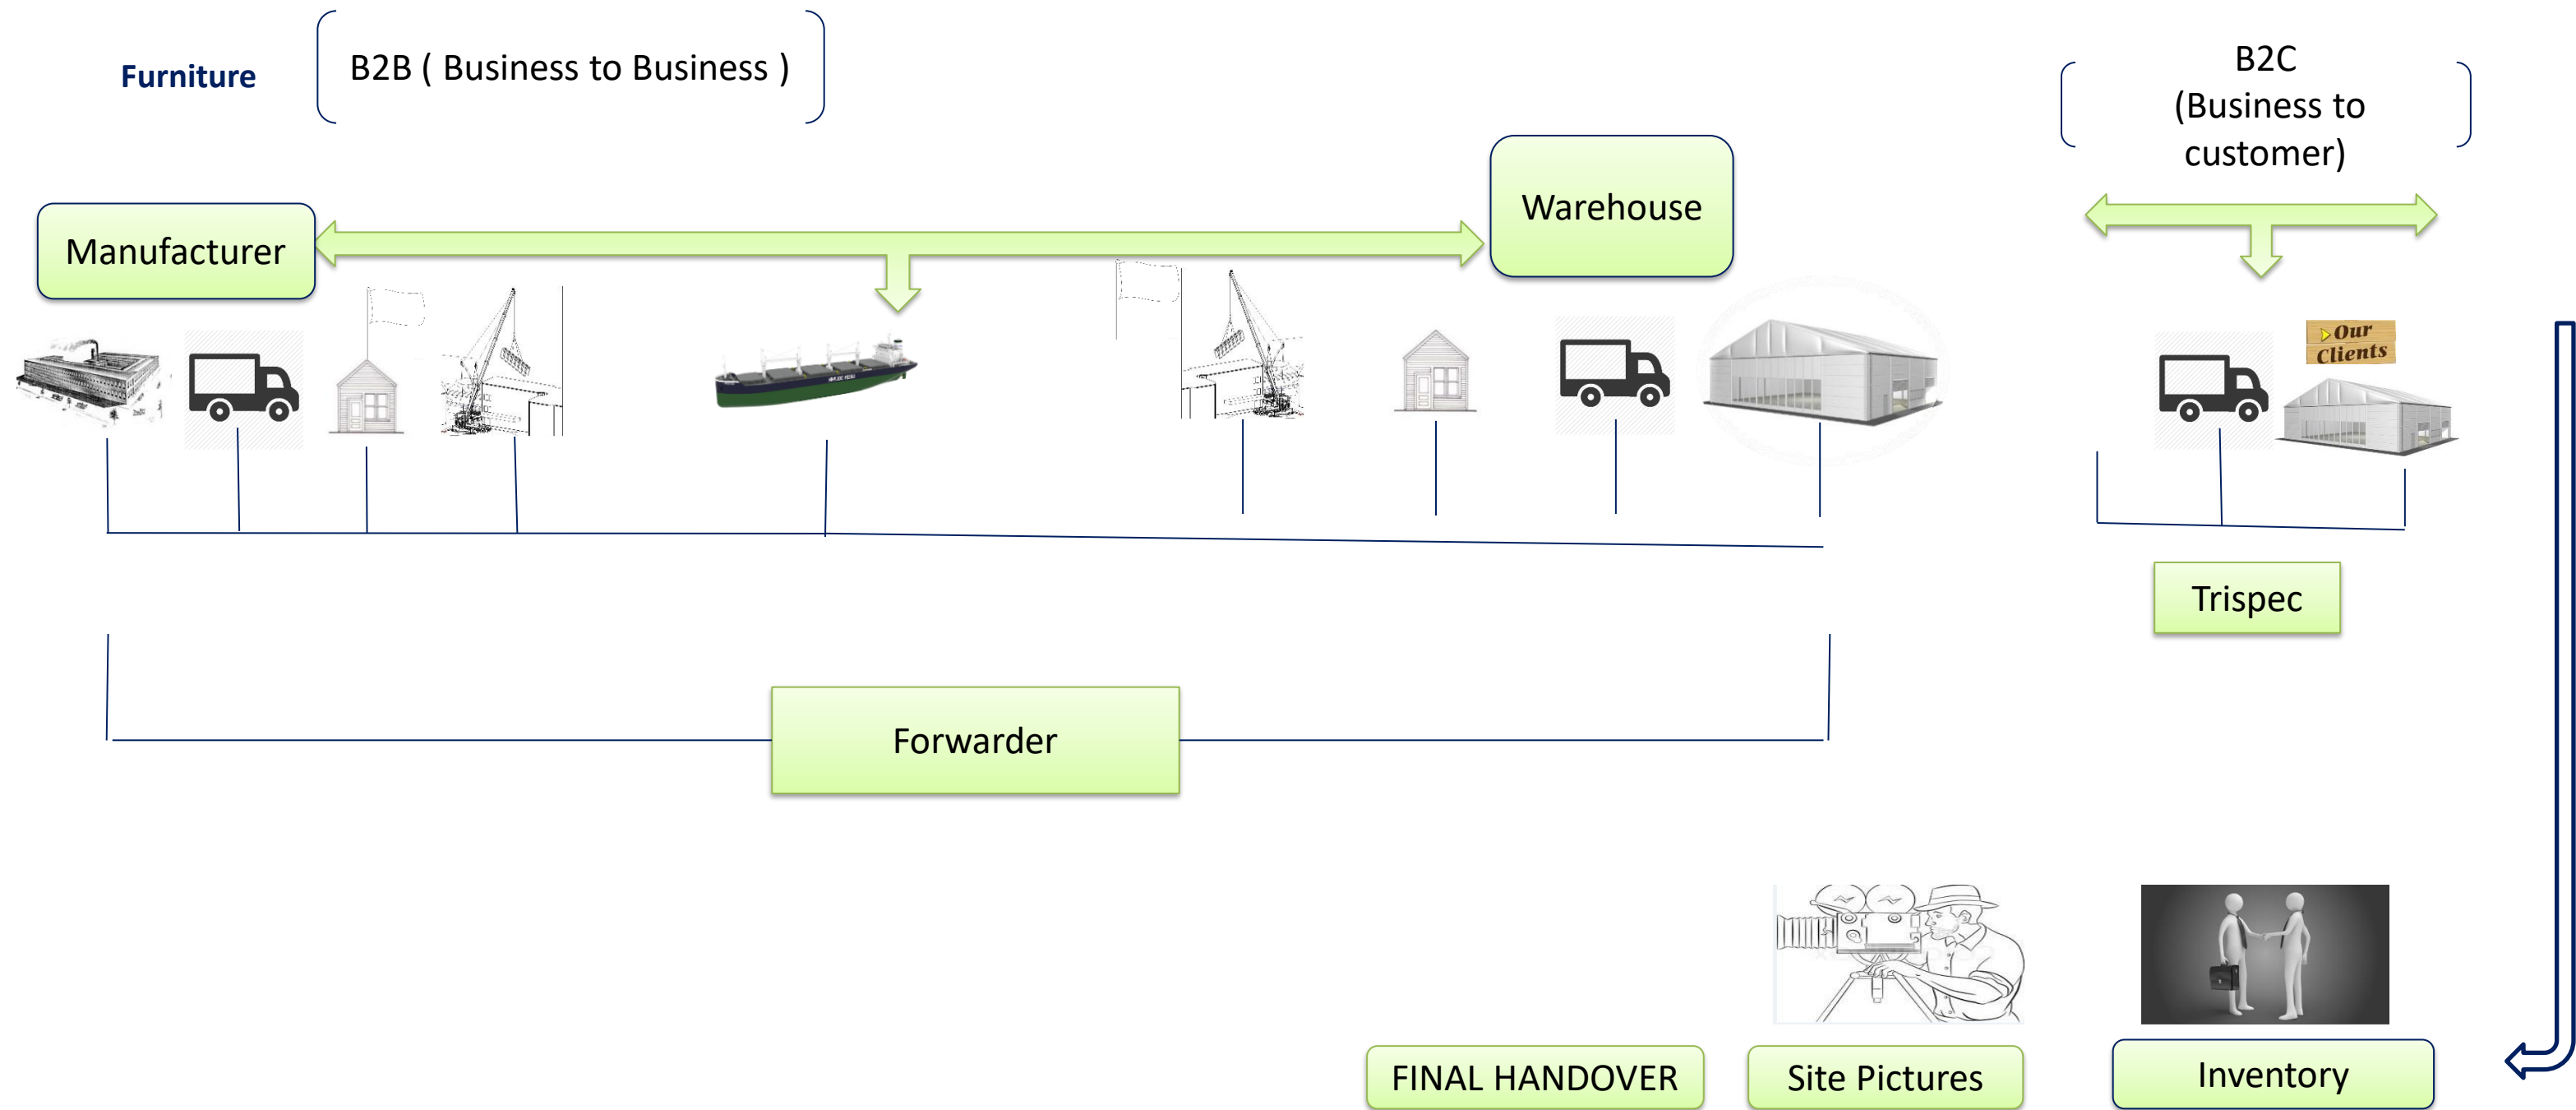 Furniture
B2B ( Business to Business )
B2C
(Business to
customer)
Manufacturer
Warehouse
Our
Clients
Trispec
Forwarder
FINAL HANDOVER
Site Pictures
Inventory